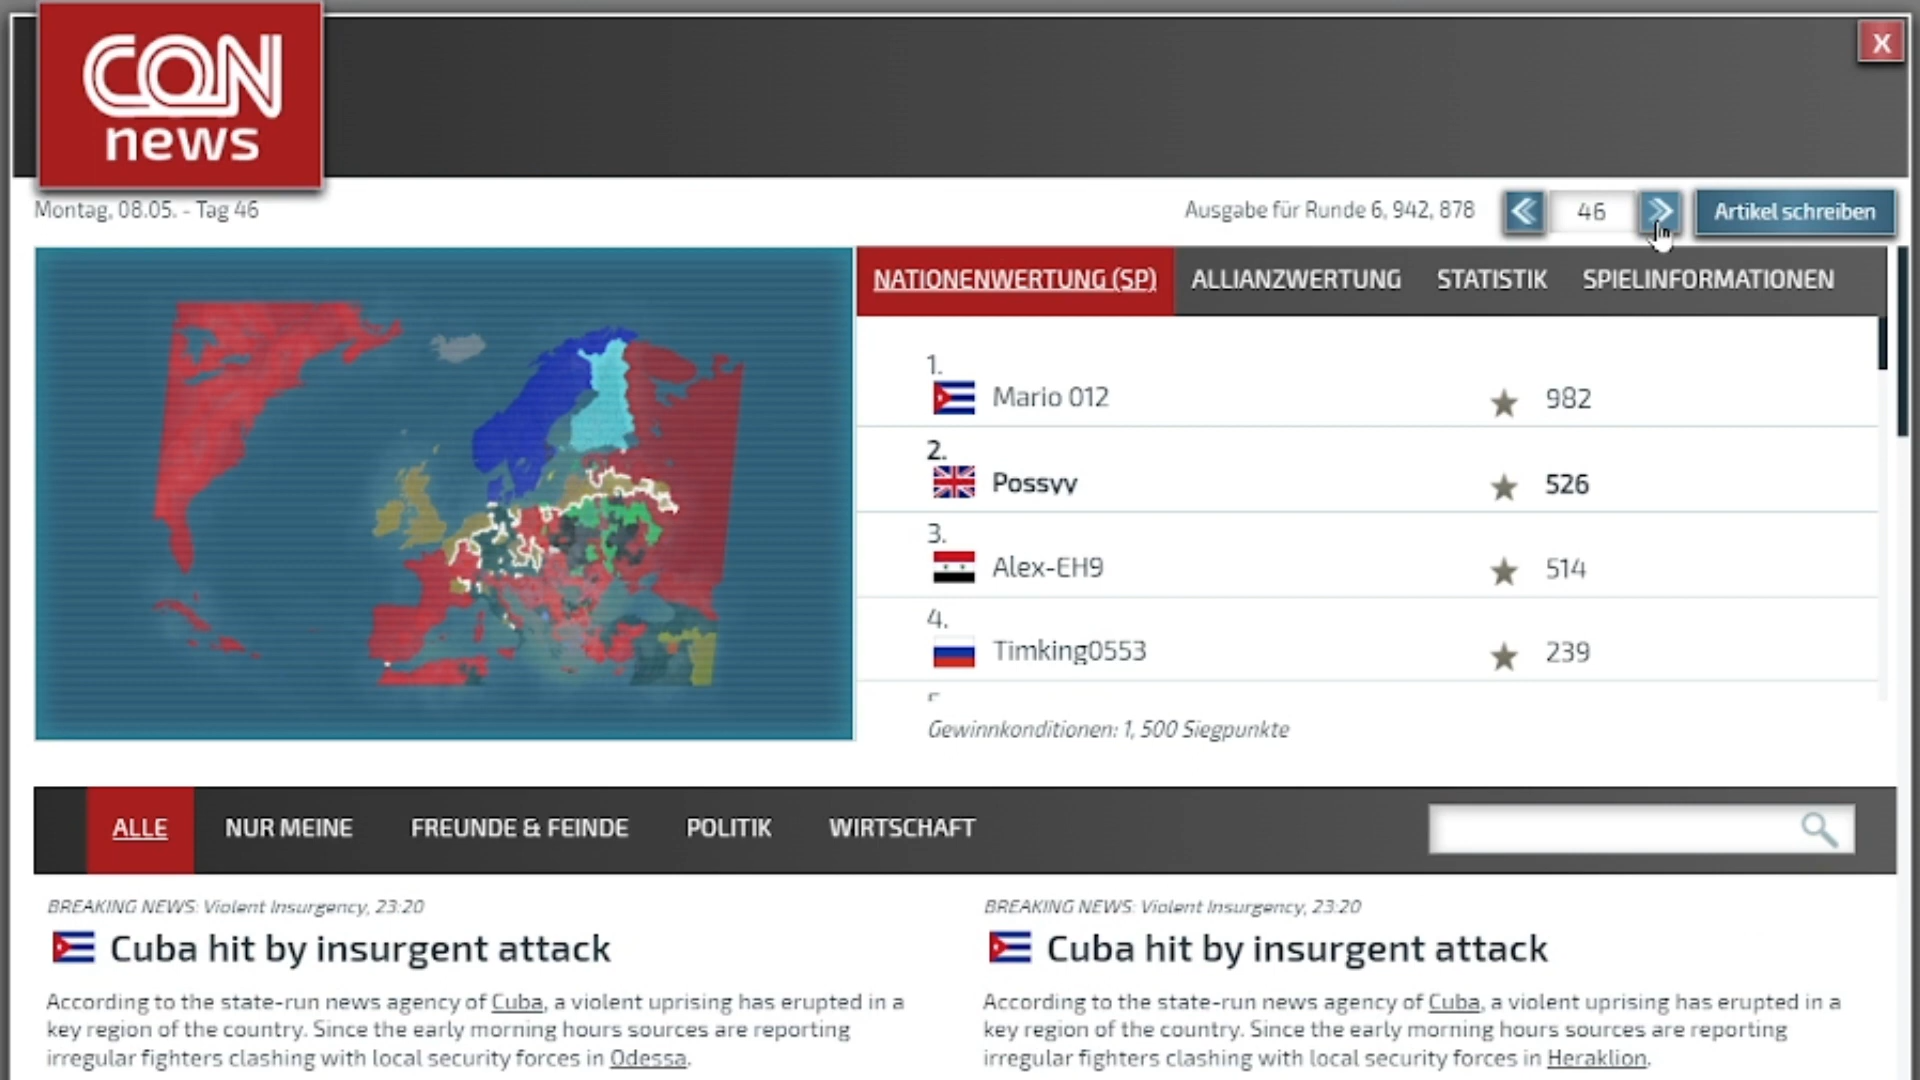 CON
news
X
Montag, 08.05. - Tag 46
Ausgabe für Runde 6, 942, 878
46
Artikel schreiben
NATIONENWERTUNG (SP)
ALLIANZWERTUNG
STATISTIK
SPIELINFORMATIONEN
1.
Mario 012
982
2.
Possyy
526
3.
Alex-EH9
514
4.
Timking0553
239
Gewinnkonditionen: 1, 500 Siegpunkte
ALLE
NUR MEINE
FREUNDE & FEINDE
POLITIK
WIRTSCHAFT
BREAKING NEWS: Violent Insurgency, 23:20
Cuba hit by insurgent attack
According to the state-run news agency of Cuba, a violent uprising has erupted in a
key region of the country. Since the early morning hours sources are reporting
irregular fighters clashing with local security forces in Odessa.
BREAKING NEWS: Violent Insurgency, 23:20
Cuba hit by insurgent attack
According to the state-run news agency of Cuba, a violent uprising has erupted in a
key region of the country. Since the early morning hours sources are reporting
irregular fighters clashing with local security forces in Heraklion.